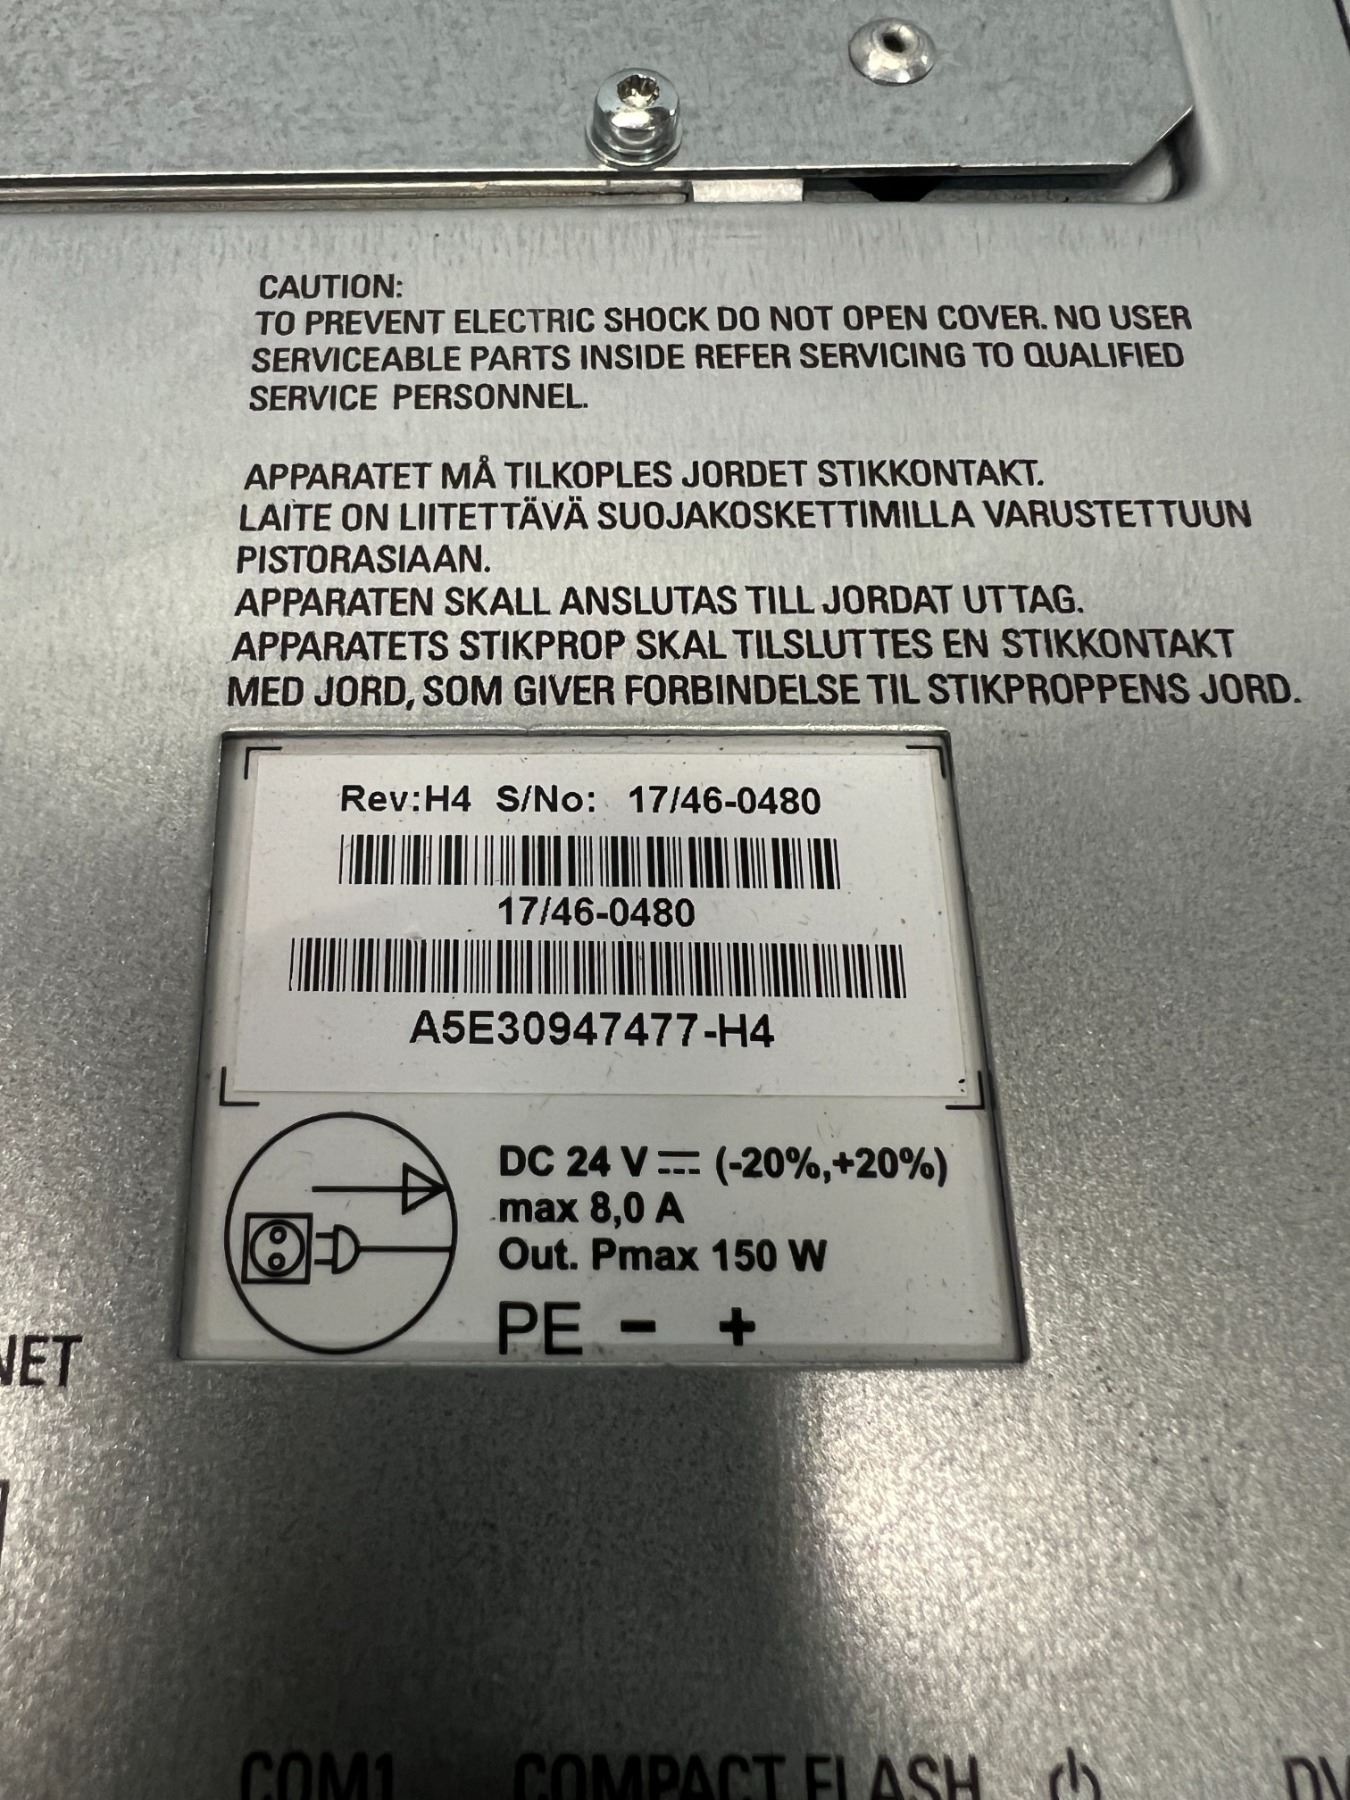 CAUTION:
TO PREVENT ELECTRIC SHOCK DO NOT OPEN COVER. NO USER
SERVICEABLE PARTS INSIDE REFER SERVICING TO QUALIFIED
SERVICE PERSONNEL.
APPARATET MÅ TILKOPLES JORDET STIKKONTAKT.
LAITE ON LIITETTÄVÄ SUOJAKOSKETTIMILLA VARUSTETTUUN
PISTORASIAAN.
APPARATEN SKALL ANSLUTAS TILL JORDAT UTTAG.
APPARATETS STIKPROP SKAL TILSLUTTES EN STIKKONTAKT
MED JORD, SOM GIVER FORBINDELSE TIL STIKPROPPENS JORD.
Rev:H4 S/No: 17/46-0480
17/46-0480
A5E30947477-H4
DC 24 V ⎓ (-20%,+20%)
max 8,0 A
Out. Pmax 150 W
PE - +
NET
COM1 COMPACT FLASH DV